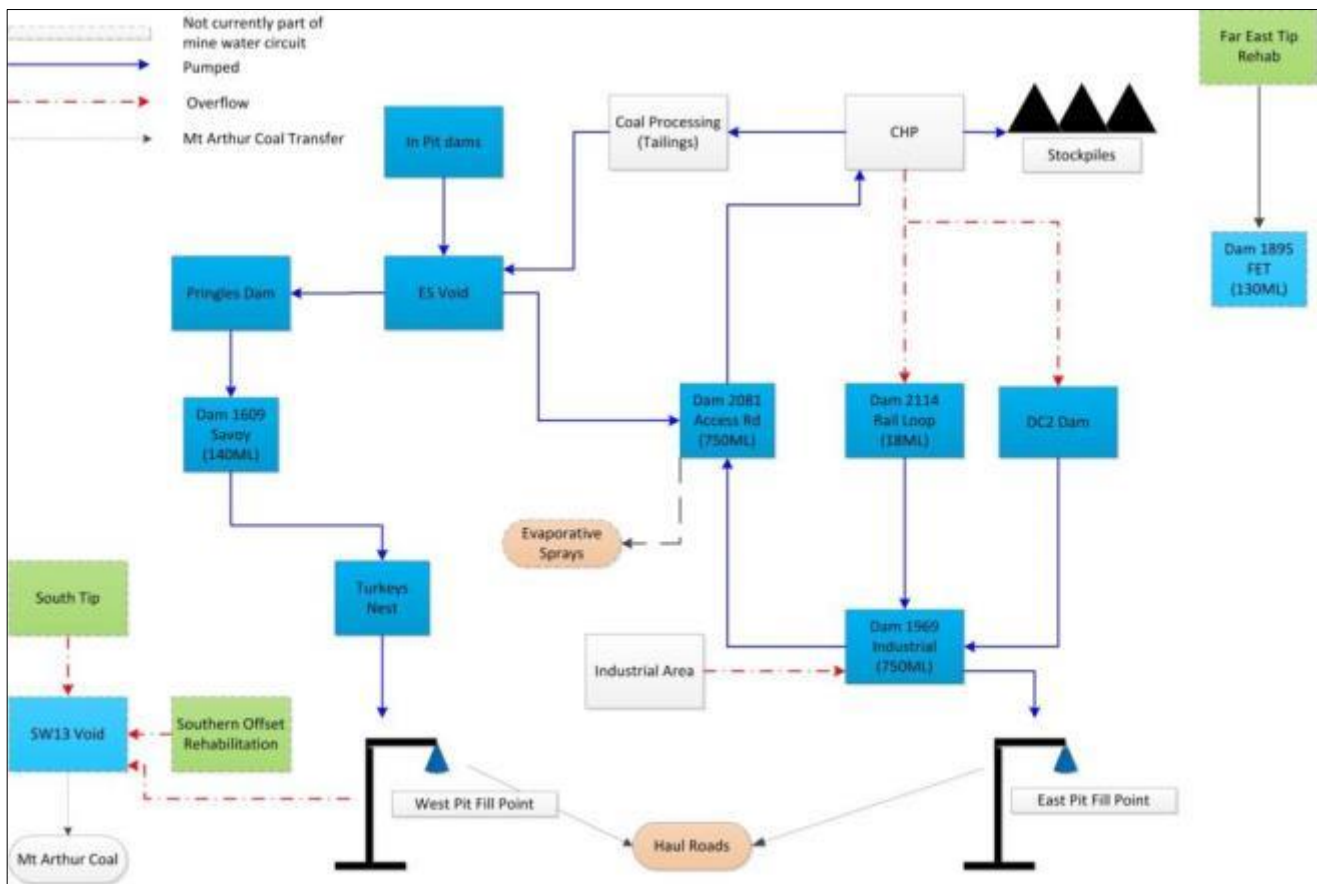 Not currently part of
mine water circuit
Pumped
Overflow
Mt Arthur Coal Transfer
In Pit dams
Coal Processing
(Tailings)
CHP
Stockpiles
Far East Tip
Rehab
Dam 1895
FET
(130ML)
Pringles Dam
ES Void
Dam 1609
Savoy
(140ML)
Dam 2081
Access Rd
(750ML)
Dam 2114
Rail Loop
(18ML)
DC2 Dam
Evaporative
Sprays
South Tip
Turkeys
Nest
Industrial Area
Dam 1969
Industrial
(750ML)
SW13 Void
Southern Offset
Rehabilitation
West Pit Fill Point
East Pit Fill Point
Haul Roads
Mt Arthur Coal